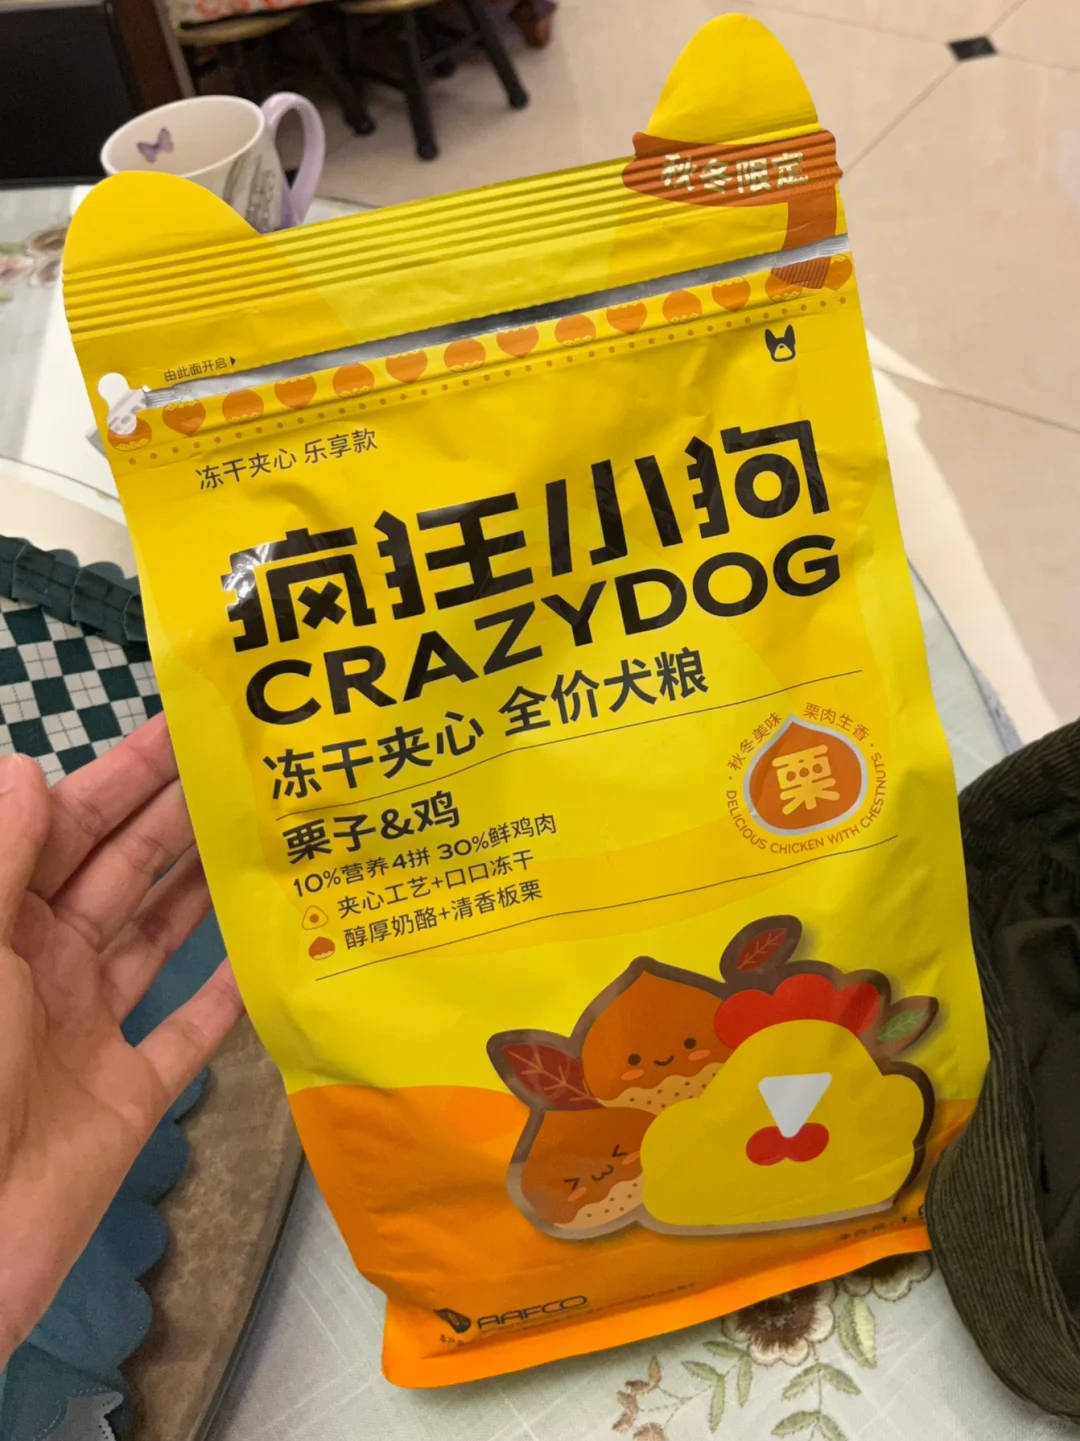 秋冬限定
由此面开启
冻干夹心 乐享款
疯狂小狗
CRAZYDOG
冻干夹心 全价犬粮
栗子&鸡
10%营养4拼 30%鲜鸡肉
夹心工艺+口口冻干
醇厚奶酪+清香板栗
秋冬美味 · 栗肉生香
栗
DELICIOUS CHICKEN WITH CHESTNUTS
AAFCO